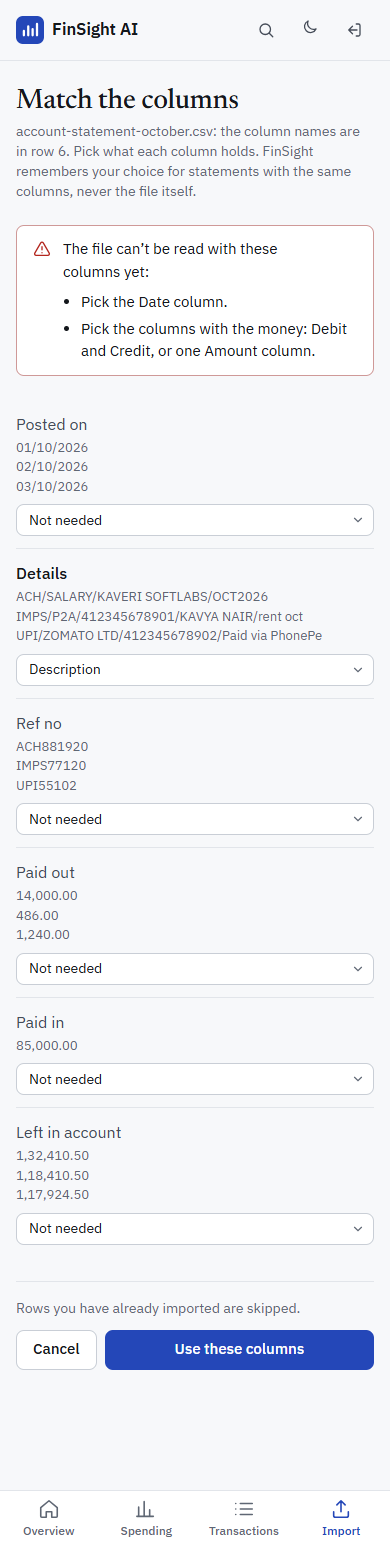 FinSight AI
Match the columns
account-statement-october.csv: the column names are
in row 6. Pick what each column holds. FinSight
remembers your choice for statements with the same
columns, never the file itself.
The file can’t be read with these
columns yet:
• Pick the Date column.
• Pick the columns with the money: Debit
and Credit, or one Amount column.
Posted on
01/10/2026
02/10/2026
03/10/2026
Not needed
Details
ACH/SALARY/KAVERI SOFTLABS/OCT2026
IMPS/P2A/412345678901/KAVYA NAIR/rent oct
UPI/ZOMATO LTD/412345678902/Paid via PhonePe
Description
Ref no
ACH881920
IMPS77120
UPI55102
Not needed
Paid out
14,000.00
486.00
1,240.00
Not needed
Paid in
85,000.00
Not needed
Left in account
1,32,410.50
1,18,410.50
1,17,924.50
Not needed
Rows you have already imported are skipped.
Cancel
Use these columns
Overview
Spending
Transactions
Import